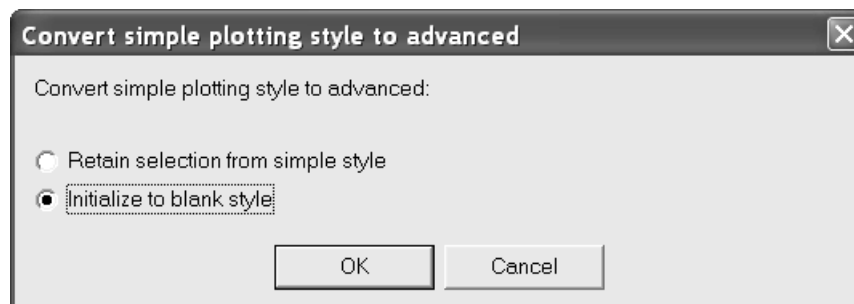 Convert simple plotting style to advanced
Convert simple plotting style to advanced:
Retain selection from simple style
Initialize to blank style
OK Cancel